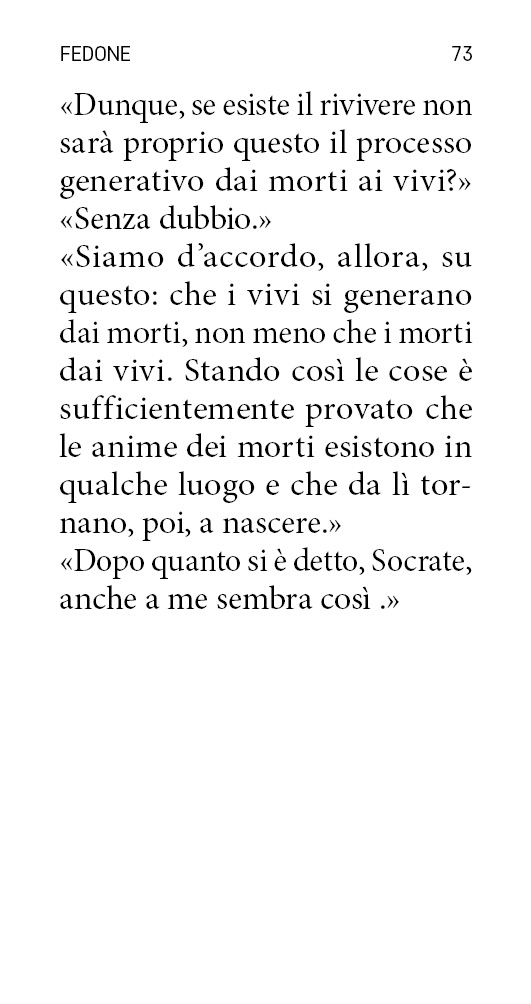 FEDONE 73
«Dunque, se esiste il rivivere non
sarà proprio questo il processo
generativo dai morti ai vivi?»
«Senza dubbio.»
«Siamo d’accordo, allora, su
questo: che i vivi si generano
dai morti, non meno che i morti
dai vivi. Stando così le cose è
sufficientemente provato che
le anime dei morti esistono in
qualche luogo e che da lì tor-
nano, poi, a nascere.»
«Dopo quanto si è detto, Socrate,
anche a me sembra così .»